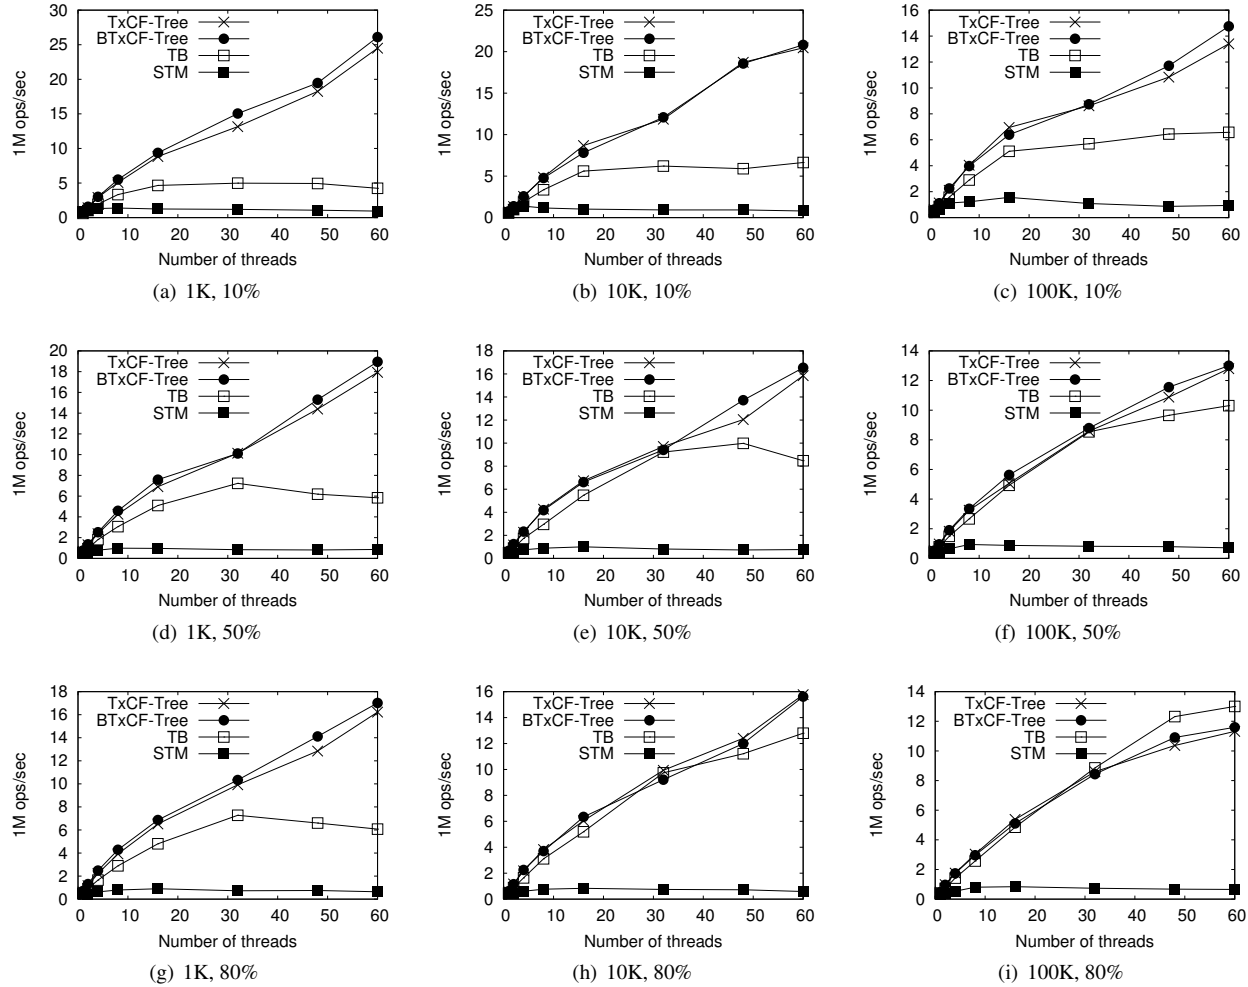 30
25
20
15
10
5
0
1M ops/sec
TxCF-Tree
BTxCF-Tree
TB
STM
0 10 20 30 40 50 60
Number of threads
(a) 1K, 10%
25
20
15
10
5
0
1M ops/sec
TxCF-Tree
BTxCF-Tree
TB
STM
0 10 20 30 40 50 60
Number of threads
(b) 10K, 10%
16
14
12
10
8
6
4
2
0
1M ops/sec
TxCF-Tree
BTxCF-Tree
TB
STM
0 10 20 30 40 50 60
Number of threads
(c) 100K, 10%
20
18
16
14
12
10
8
6
4
2
0
1M ops/sec
TxCF-Tree
BTxCF-Tree
TB
STM
0 10 20 30 40 50 60
Number of threads
(d) 1K, 50%
18
16
14
12
10
8
6
4
2
0
1M ops/sec
TxCF-Tree
BTxCF-Tree
TB
STM
0 10 20 30 40 50 60
Number of threads
(e) 10K, 50%
14
12
10
8
6
4
2
0
1M ops/sec
TxCF-Tree
BTxCF-Tree
TB
STM
0 10 20 30 40 50 60
Number of threads
(f) 100K, 50%
18
16
14
12
10
8
6
4
2
0
1M ops/sec
TxCF-Tree
BTxCF-Tree
TB
STM
0 10 20 30 40 50 60
Number of threads
(g) 1K, 80%
16
14
12
10
8
6
4
2
0
1M ops/sec
TxCF-Tree
BTxCF-Tree
TB
STM
0 10 20 30 40 50 60
Number of threads
(h) 10K, 80%
14
12
10
8
6
4
2
0
1M ops/sec
TxCF-Tree
BTxCF-Tree
TB
STM
0 10 20 30 40 50 60
Number of threads
(i) 100K, 80%